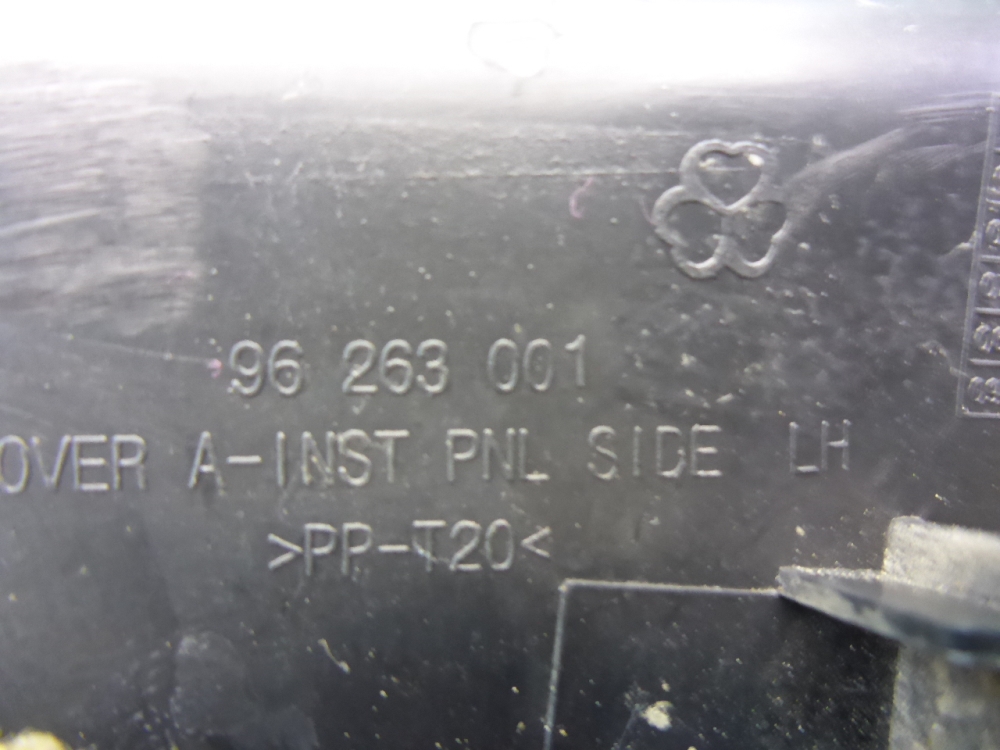 96 263 001
OVER A-INST PNL SIDE LH
>PP-T20<